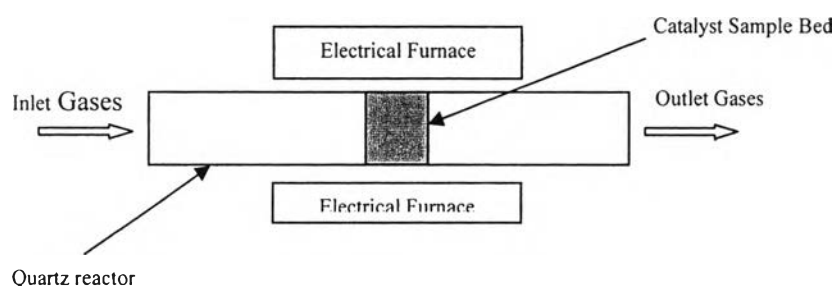 Catalyst Sample Bed
Electrical Furnace
Inlet Gases
Outlet Gases
Electrical Furnace
Quartz reactor